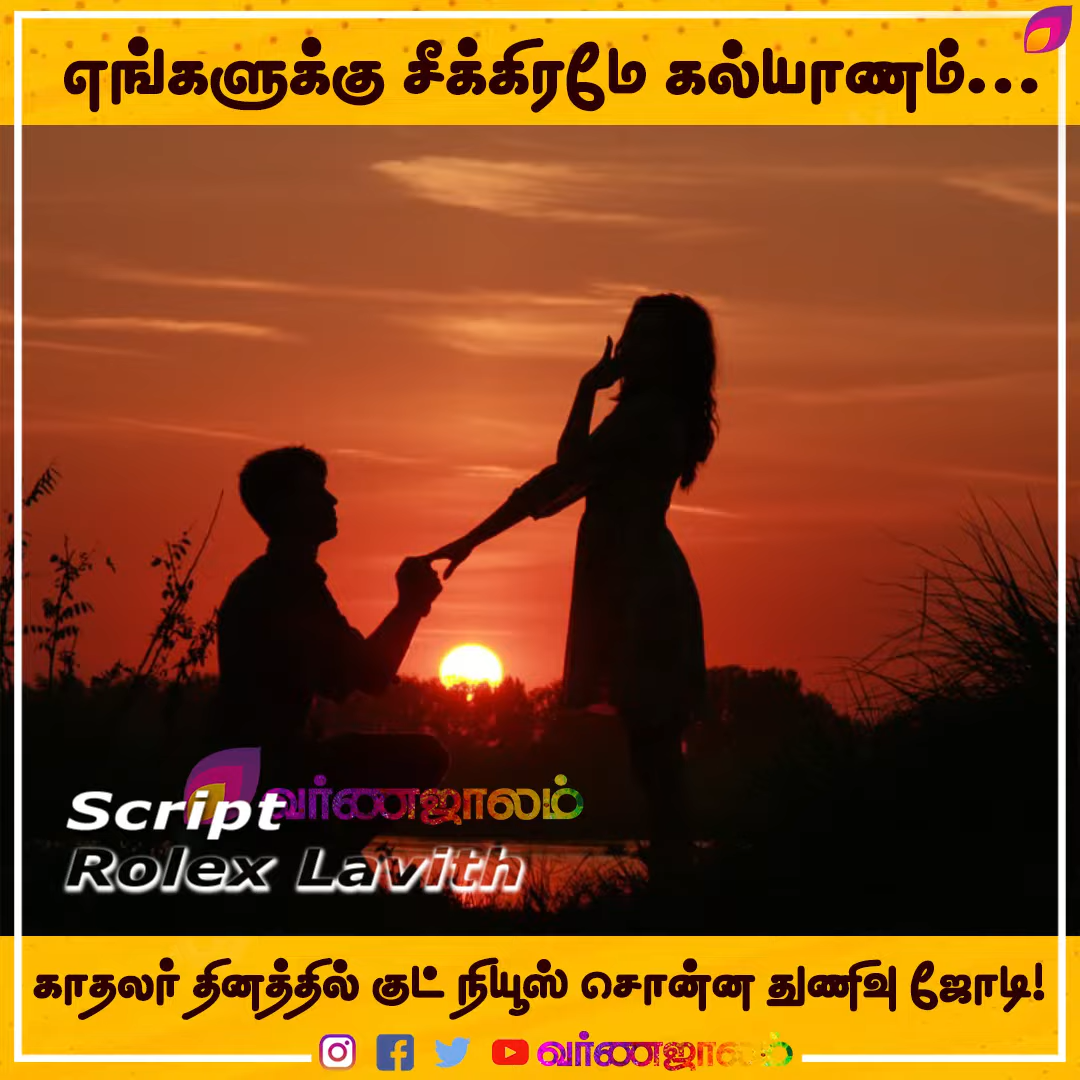 எங்களுக்கு சீக்கிரமே கல்யாணம்...
வர்ணஜாலம்
Script
Rolex Lavith
காதலர் தினத்தில் குட் நியூஸ் சொன்ன துணிவு ஜோடி!
வர்ணஜாலம்